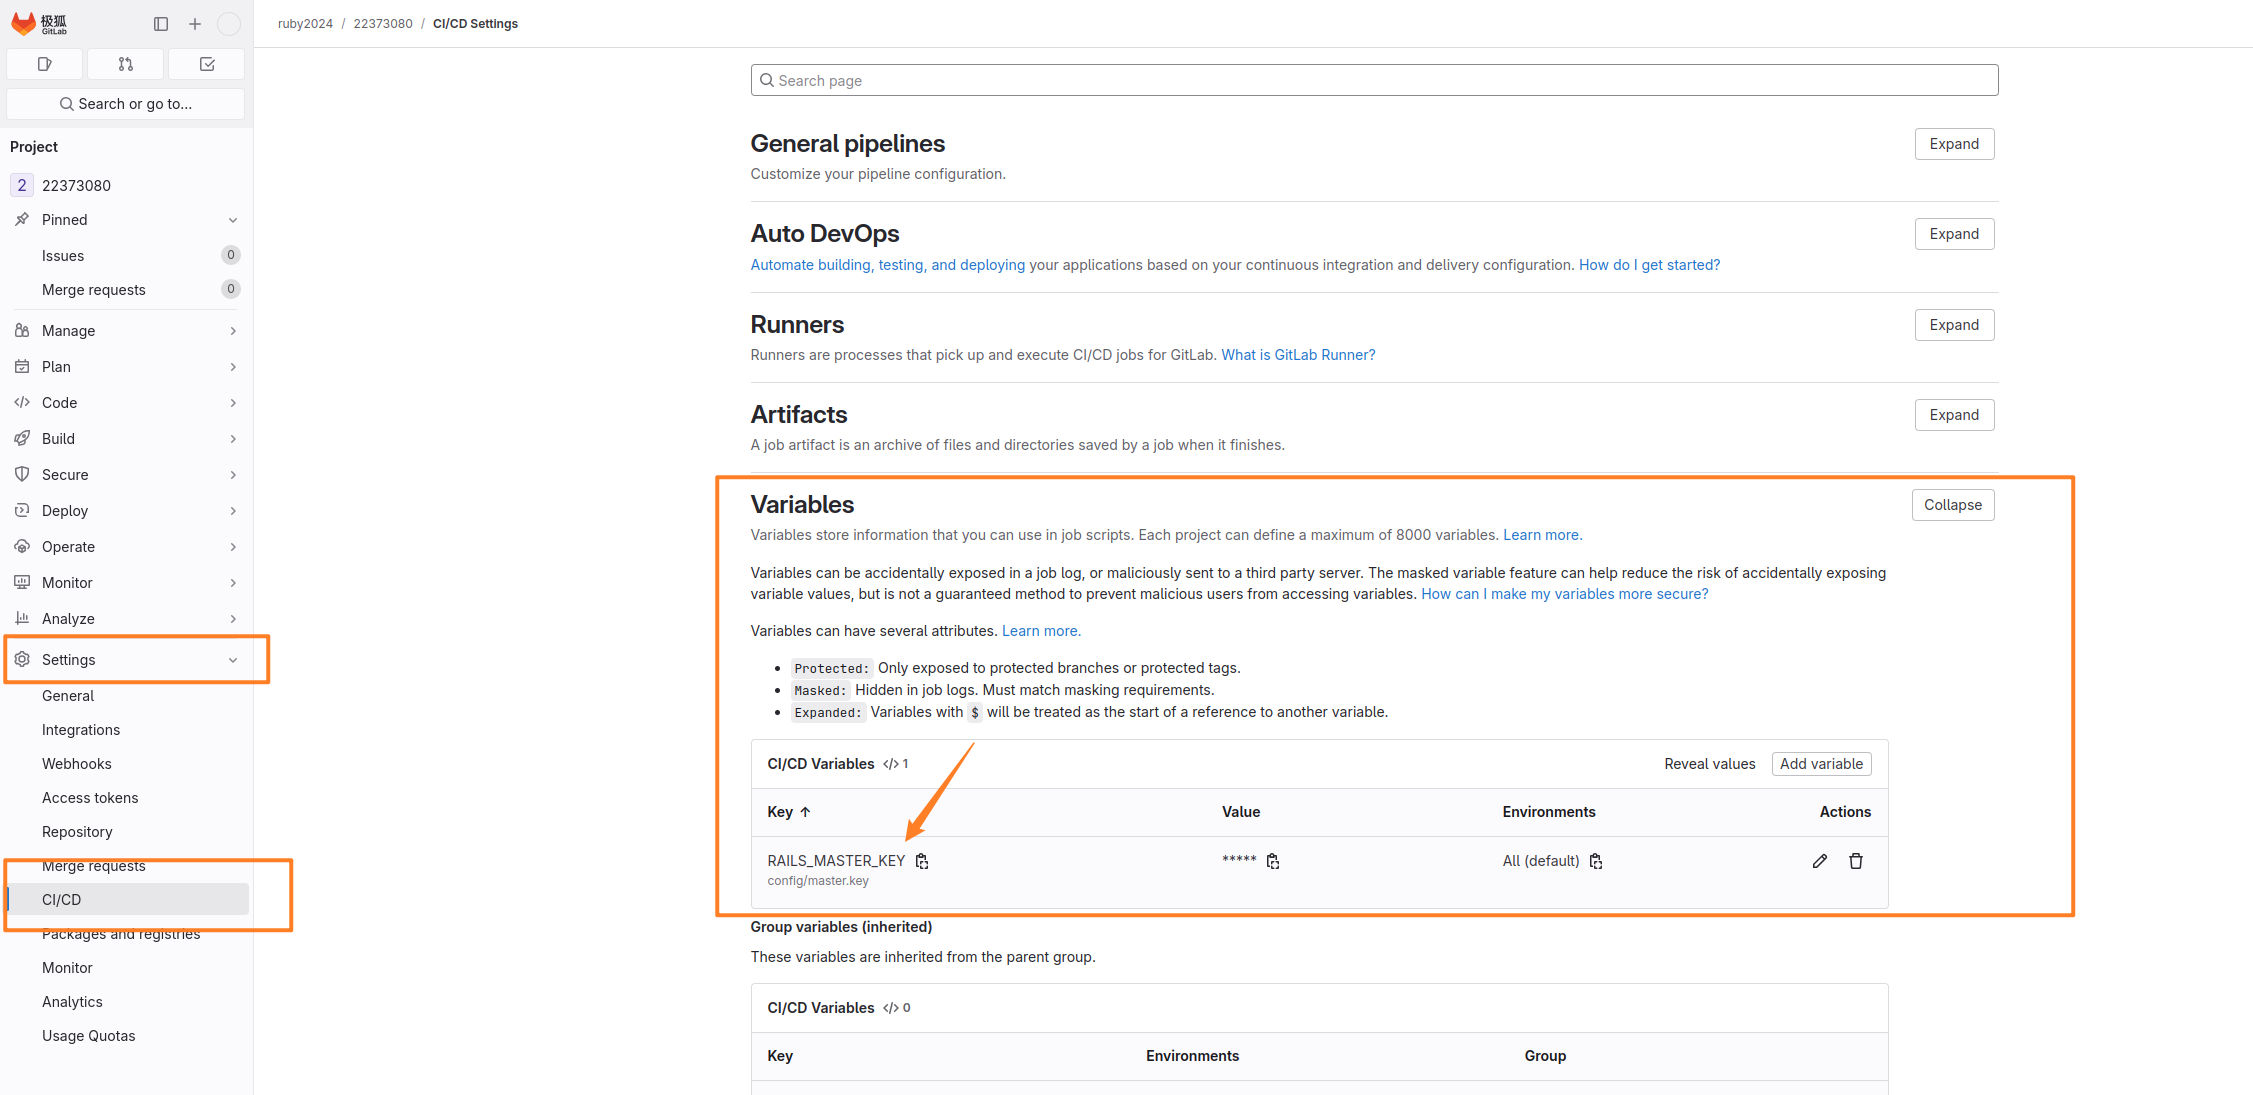 极狐
GitLab
ruby2024 / 22373080 / CI/CD Settings
Search or go to...
Project
2 22373080
Pinned
Issues 0
Merge requests 0
Manage
Plan
Code
Build
Secure
Deploy
Operate
Monitor
Analyze
Settings
General
Integrations
Webhooks
Access tokens
Repository
Merge requests
CI/CD
Packages and registries
Monitor
Analytics
Usage Quotas
Search page
General pipelines
Expand
Customize your pipeline configuration.
Auto DevOps
Expand
Automate building, testing, and deploying your applications based on your continuous integration and delivery configuration. How do I get started?
Runners
Expand
Runners are processes that pick up and execute CI/CD jobs for GitLab. What is GitLab Runner?
Artifacts
Expand
A job artifact is an archive of files and directories saved by a job when it finishes.
Variables
Collapse
Variables store information that you can use in job scripts. Each project can define a maximum of 8000 variables. Learn more.
Variables can be accidentally exposed in a job log, or maliciously sent to a third party server. The masked variable feature can help reduce the risk of accidentally exposing
variable values, but is not a guaranteed method to prevent malicious users from accessing variables. How can I make my variables more secure?
Variables can have several attributes. Learn more.
• Protected: Only exposed to protected branches or protected tags.
• Masked: Hidden in job logs. Must match masking requirements.
• Expanded: Variables with $ will be treated as the start of a reference to another variable.
CI/CD Variables </> 1 Reveal values Add variable
Key ↑ Value Environments Actions
RAILS_MASTER_KEY ***** All (default)
config/master.key
Group variables (inherited)
These variables are inherited from the parent group.
CI/CD Variables </> 0
Key Environments Group